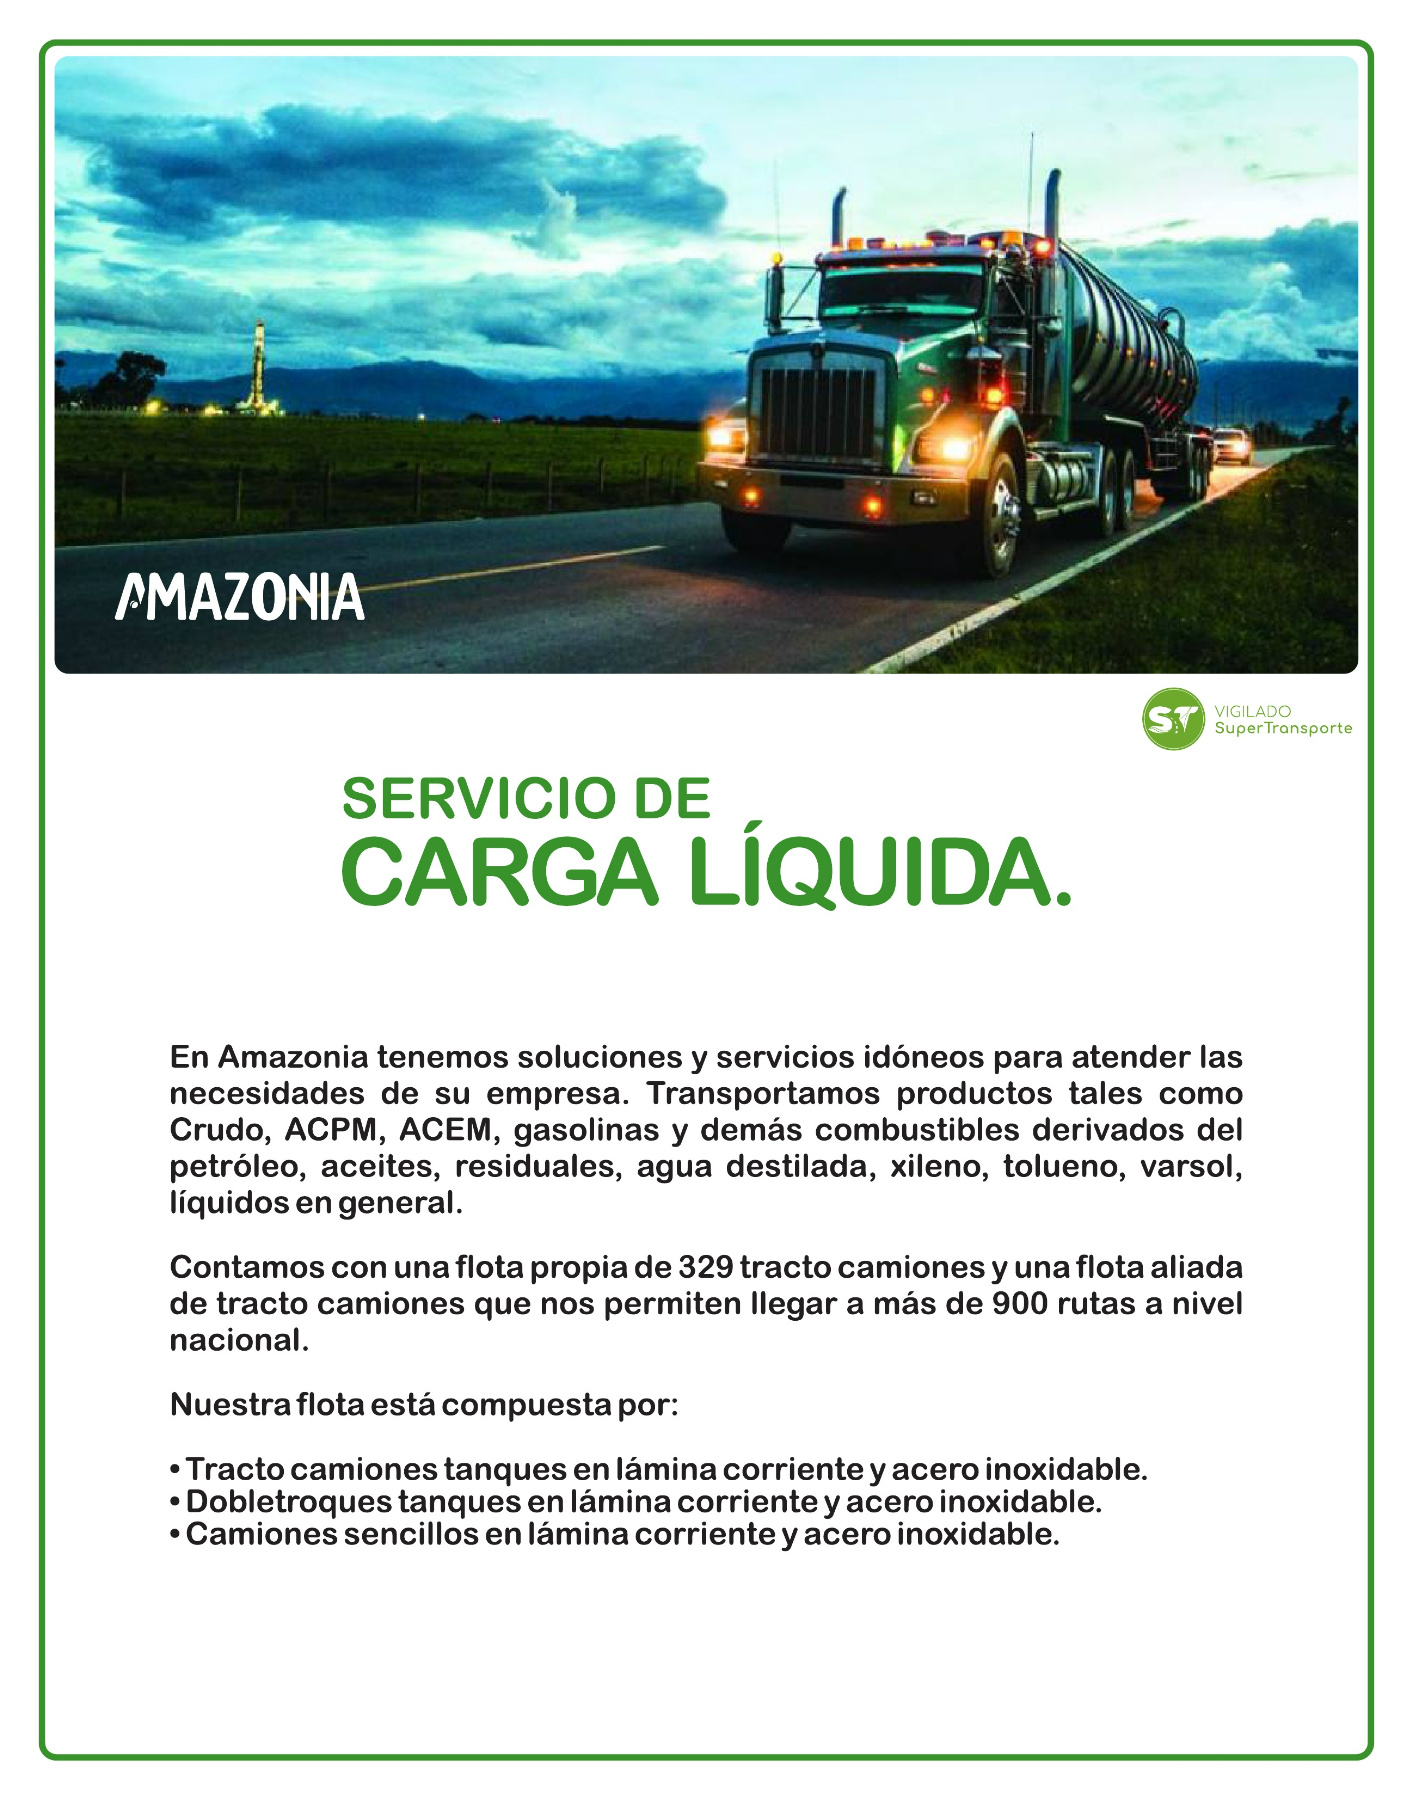 AMAZONIA
ST
VIGILADO
SuperTransporte
SERVICIO DE
CARGA LÍQUIDA.
En Amazonia tenemos soluciones y servicios idóneos para atender las
necesidades de su empresa. Transportamos productos tales como
Crudo, ACPM, ACEM, gasolinas y demás combustibles derivados del
petróleo, aceites, residuales, agua destilada, xileno, tolueno, varsol,
líquidos en general.
Contamos con una flota propia de 329 tracto camiones y una flota aliada
de tracto camiones que nos permiten llegar a más de 900 rutas a nivel
nacional.
Nuestra flota está compuesta por:
• Tracto camiones tanques en lámina corriente y acero inoxidable.
• Dobletroques tanques en lámina corriente y acero inoxidable.
• Camiones sencillos en lámina corriente y acero inoxidable.